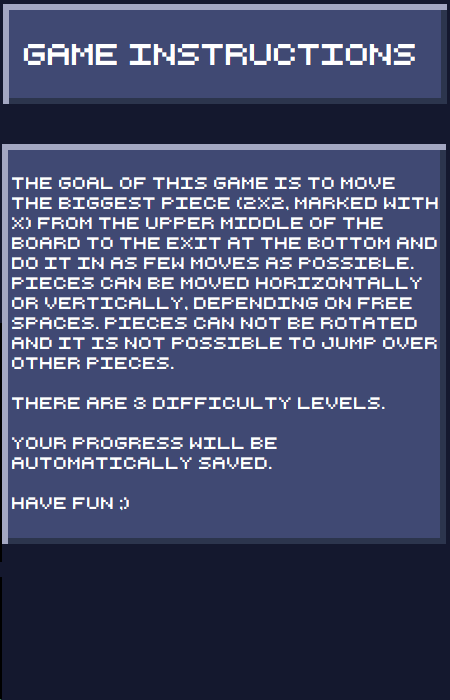 GAME INSTRUCTIONS
THE GOAL OF THIS GAME IS TO MOVE
THE BIGGEST PIECE (2X2, MARKED WITH
X) FROM THE UPPER MIDDLE OF THE
BOARD TO THE EXIT AT THE BOTTOM AND
DO IT IN AS FEW MOVES AS POSSIBLE.
PIECES CAN BE MOVED HORIZONTALLY
OR VERTICALLY, DEPENDING ON FREE
SPACES. PIECES CAN NOT BE ROTATED
AND IT IS NOT POSSIBLE TO JUMP OVER
OTHER PIECES.
THERE ARE 3 DIFFICULTY LEVELS.
YOUR PROGRESS WILL BE
AUTOMATICALLY SAVED.
HAVE FUN ;)